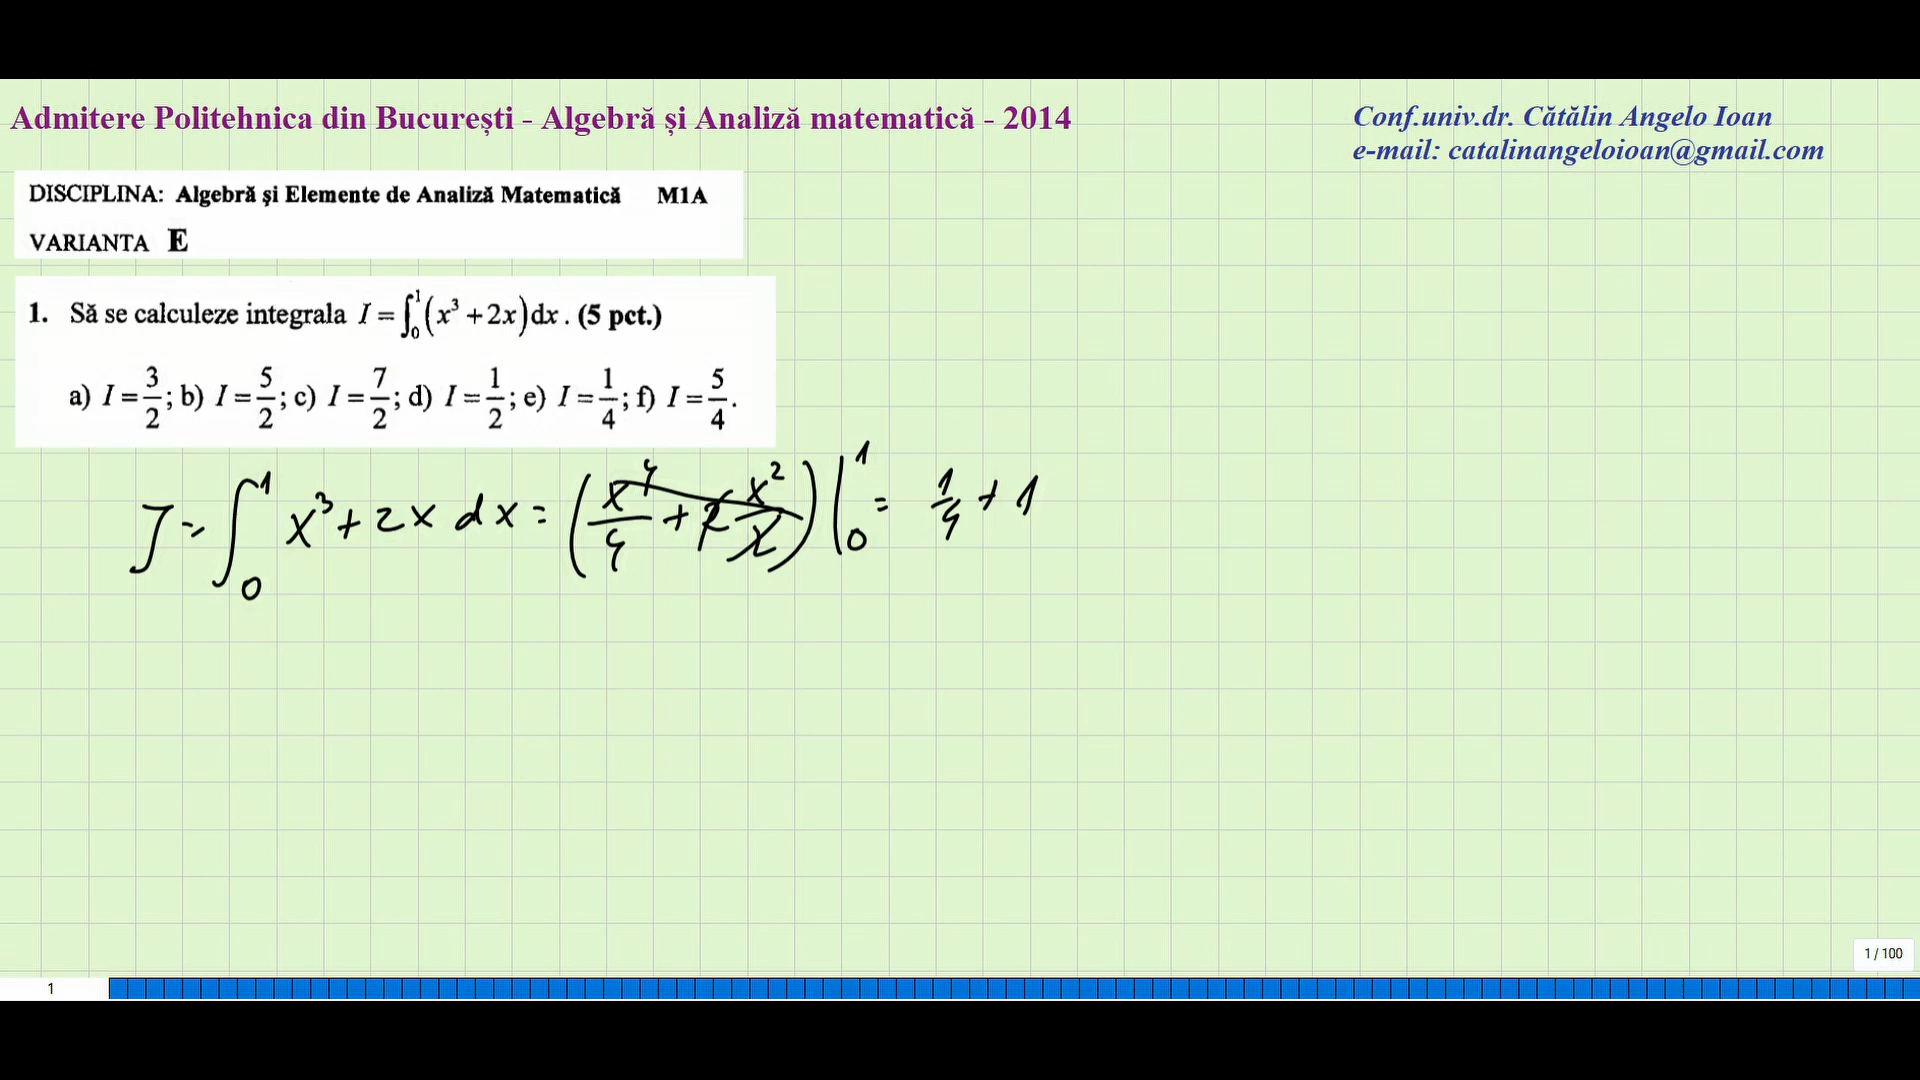 Admitere Politehnica din București - Algebră și Analiză matematică - 2014
Conf.univ.dr. Cătălin Angelo Ioan
e-mail: catalinangeloioan@gmail.com
DISCIPLINA: Algebră şi Elemente de Analiză Matematică M1A
VARIANTA E
1. Să se calculeze integrala I = ∫₀¹ (x³ + 2x) dx . (5 pct.)
a) I = 3/2; b) I = 5/2; c) I = 7/2; d) I = 1/2; e) I = 1/4; f) I = 5/4.
I = ∫₀¹ x³ + 2x dx = (x⁴/4 + 2 x²/2) |₀¹ = 1/4 + 1
1 / 100
1